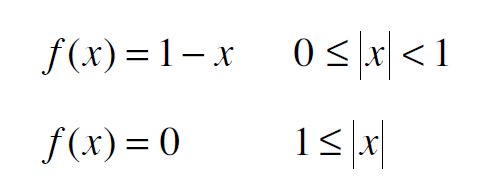 f(x) = 1 − x 0 ≤ |x| < 1
f(x) = 0 1 ≤ |x|